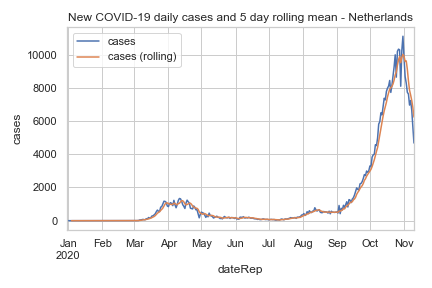 New COVID-19 daily cases and 5 day rolling mean - Netherlands
cases
cases (rolling)
10000
8000
6000
4000
2000
0
cases
Jan Feb Mar Apr May Jun Jul Aug Sep Oct Nov
2020
dateRep